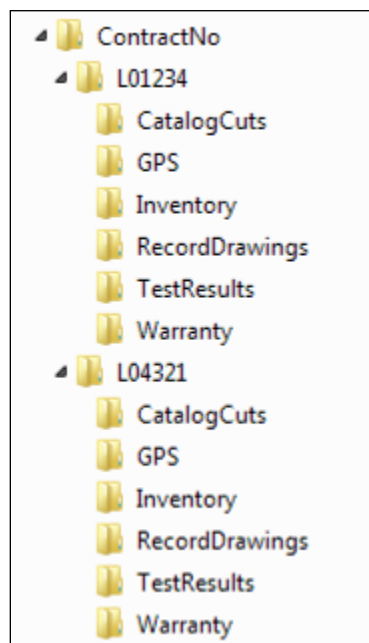 ContractNo
L01234
CatalogCuts
GPS
Inventory
RecordDrawings
TestResults
Warranty
L04321
CatalogCuts
GPS
Inventory
RecordDrawings
TestResults
Warranty